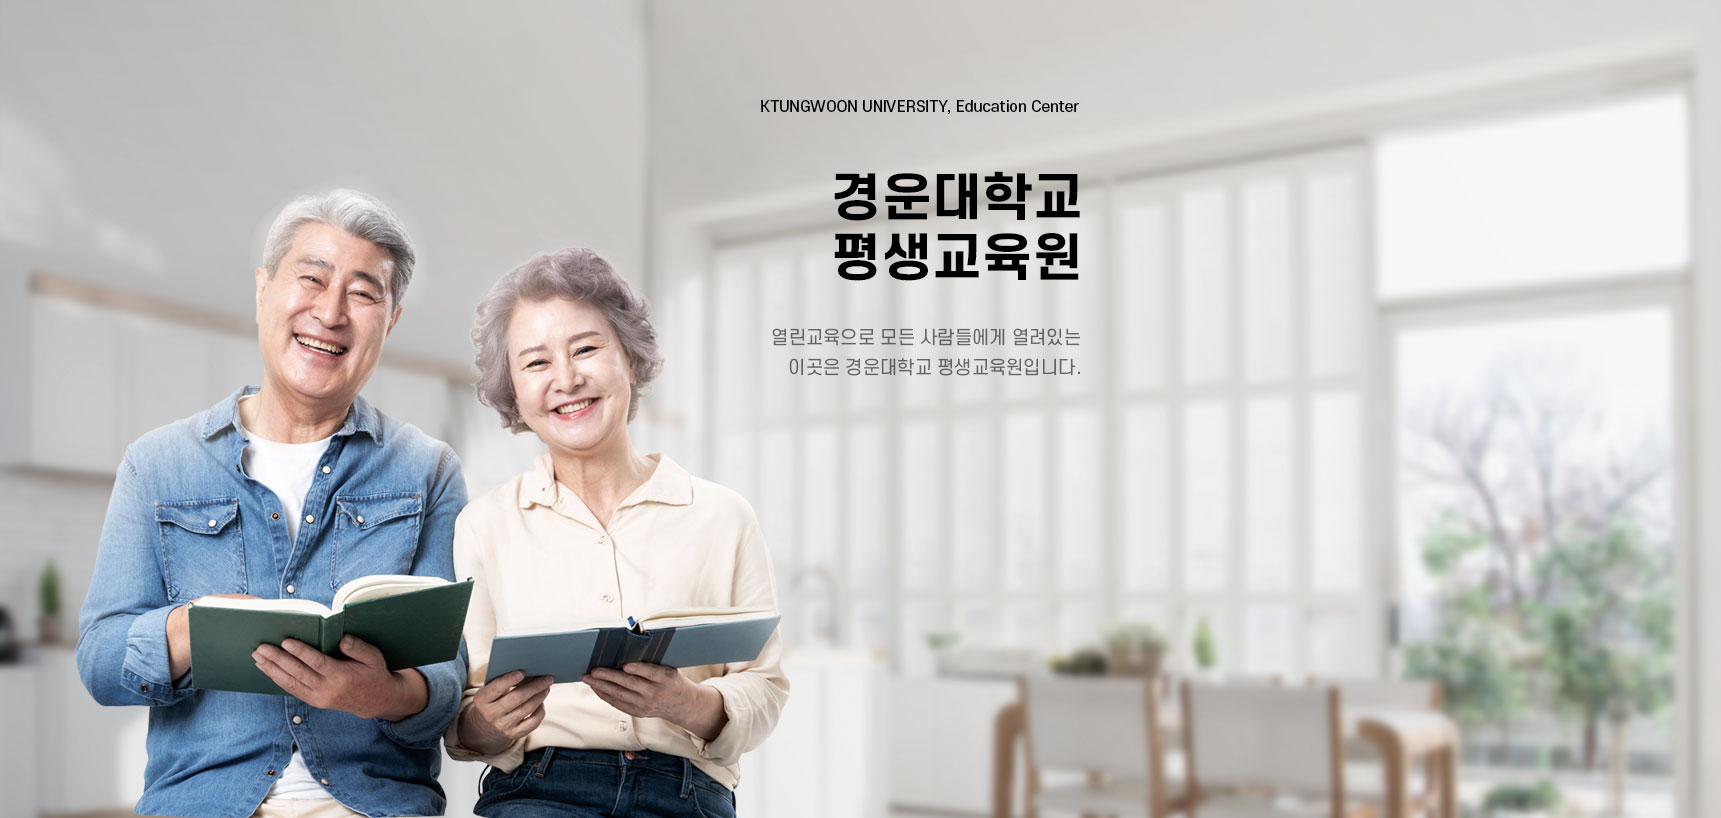 KTUNGWOON UNIVERSITY, Education Center
경운대학교
평생교육원
열린교육으로 모든 사람들에게 열려있는
이곳은 경운대학교 평생교육원입니다.